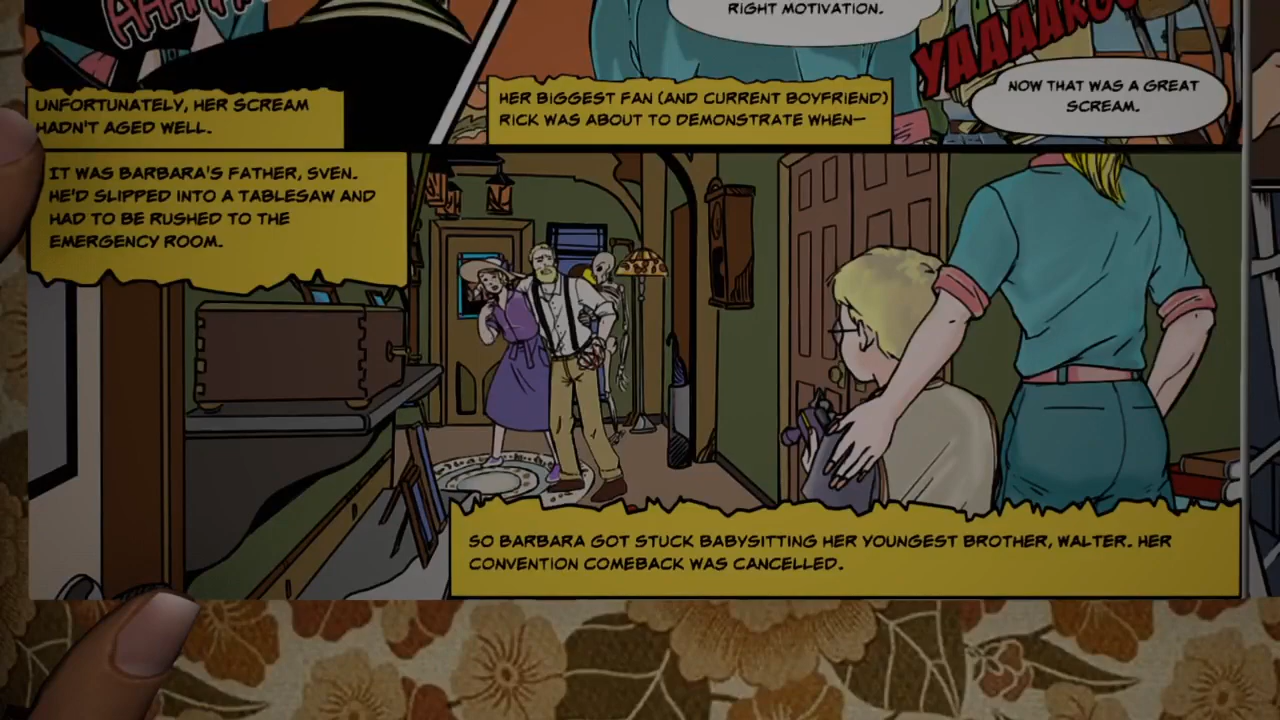 RIGHT MOTIVATION.
YAAAAROO
NOW THAT WAS A GREAT
SCREAM.
UNFORTUNATELY, HER SCREAM
HADN'T AGED WELL.
HER BIGGEST FAN (AND CURRENT BOYFRIEND)
RICK WAS ABOUT TO DEMONSTRATE WHEN—
IT WAS BARBARA'S FATHER, SVEN.
HE'D SLIPPED INTO A TABLESAW AND
HAD TO BE RUSHED TO THE
EMERGENCY ROOM.
SO BARBARA GOT STUCK BABYSITTING HER YOUNGEST BROTHER, WALTER. HER
CONVENTION COMEBACK WAS CANCELLED.